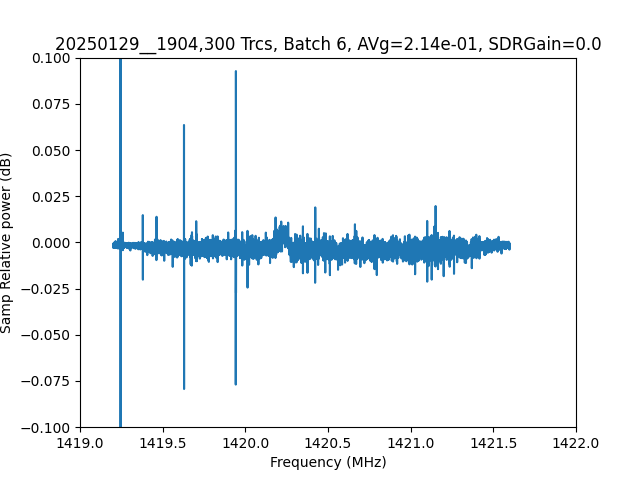 20250129__1904,300 Trcs, Batch 6, AVg=2.14e-01, SDRGain=0.0
0.100
0.075
0.050
0.025
0.000
−0.025
−0.050
−0.075
−0.100
Samp Relative power (dB)
1419.0 1419.5 1420.0 1420.5 1421.0 1421.5 1422.0
Frequency (MHz)